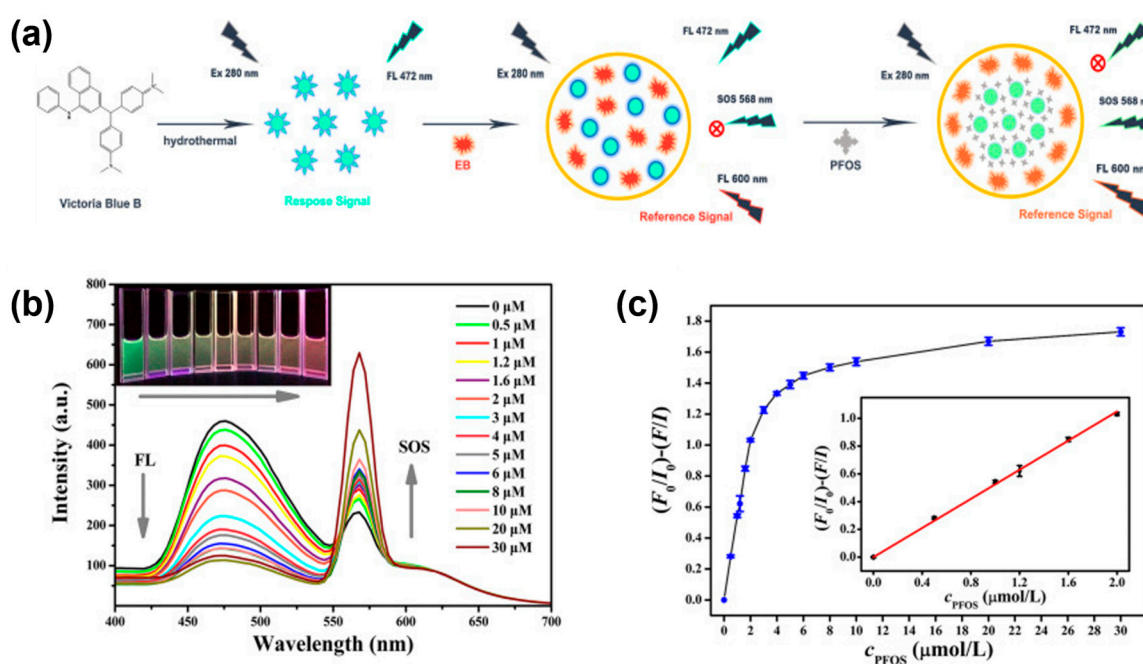 (a)
Ex 280 nm
FL 472 nm
Ex 280 nm
FL 472 nm
FL 472 nm
Ex 280 nm
SOS 568 nm
SOS 568 nm
hydrothermal
EB
PFOS
FL 600 nm
FL 600 nm
Victoria Blue B
Respose Signal
Reference Signal
Reference Signal
N
H
N
N
(b)
800
700
600
500
400
300
200
100
Intensity (a.u.)
FL
SOS
0 µM
0.5 µM
1 µM
1.2 µM
1.6 µM
2 µM
3 µM
4 µM
5 µM
6 µM
8 µM
10 µM
20 µM
30 µM
400 450 500 550 600 650 700
Wavelength (nm)
(c)
1.8
1.6
1.4
1.2
1.0
0.8
0.6
0.4
0.2
0.0
(F0/I0)-(F/I)
1.0
0.8
0.6
0.4
0.2
0.0
(F0/I0)-(F/I)
0.0 0.4 0.8 1.2 1.6 2.0
cPFOS (µmol/L)
0 2 4 6 8 10 12 14 16 18 20 22 24 26 28 30
cPFOS (µmol/L)